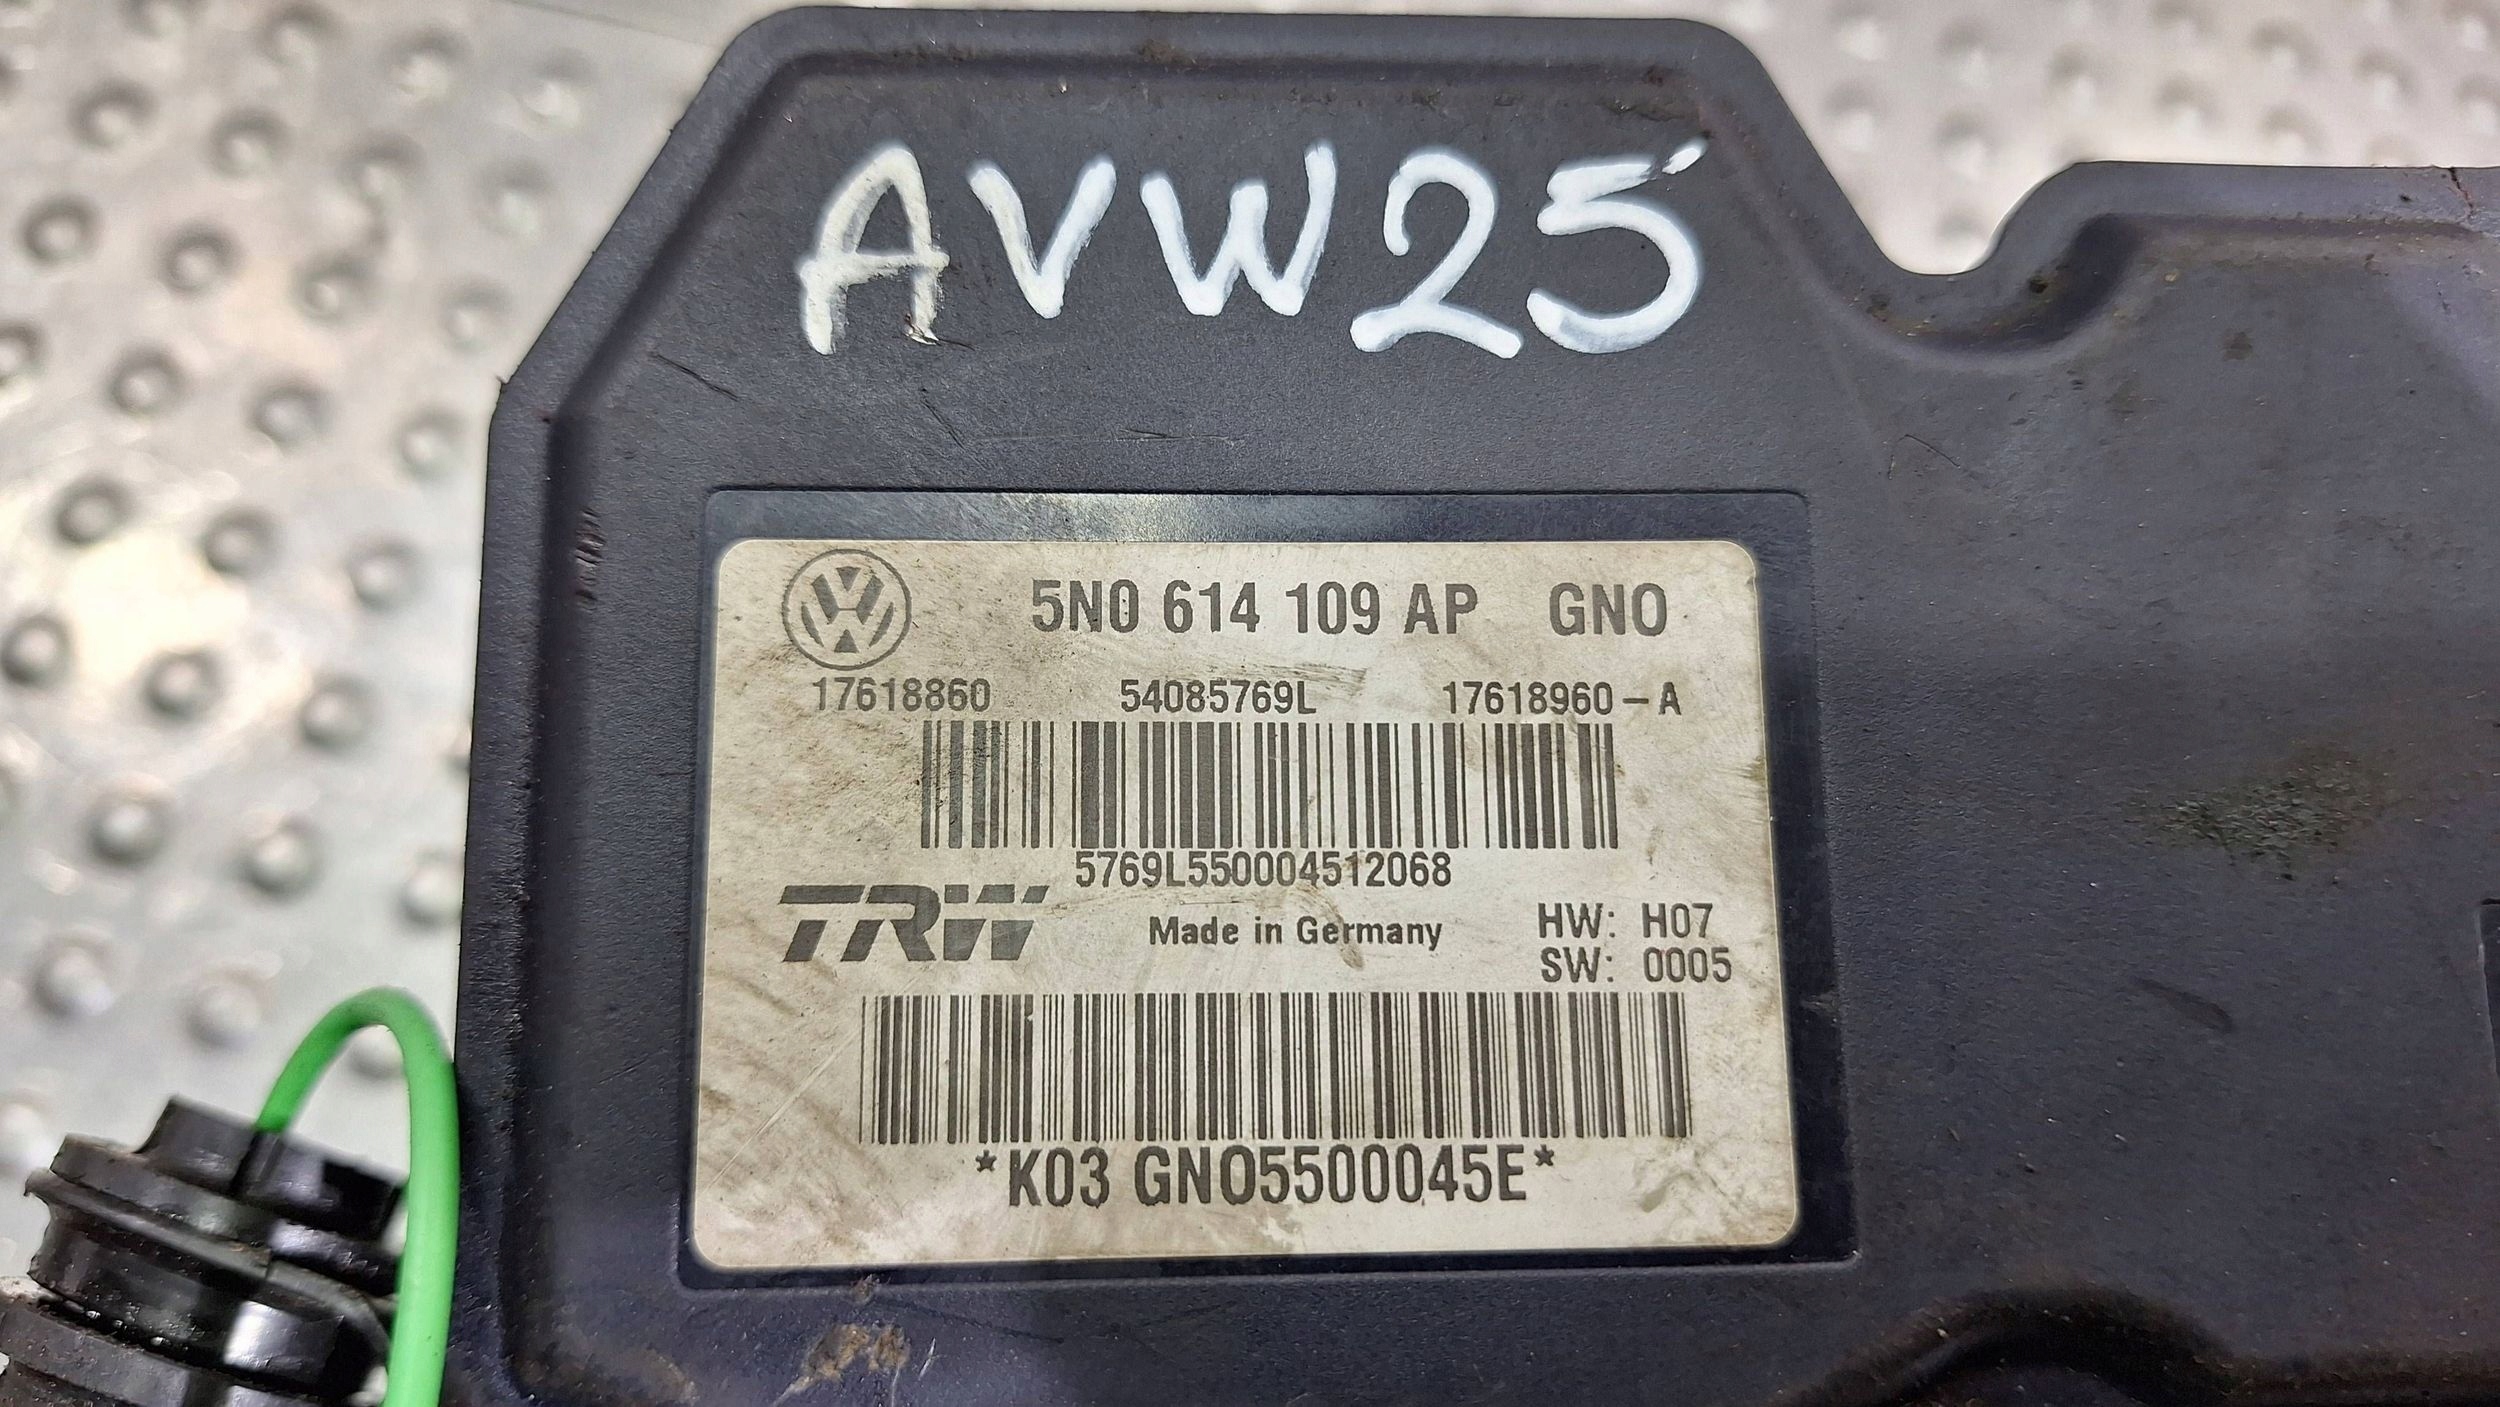 AVW25
5N0 614 109 AP GNO
17618860 54085769L 17618960-A
5769L550004512068
TRW Made in Germany HW: H07
SW: 0005
*K03 GNO5500045E*